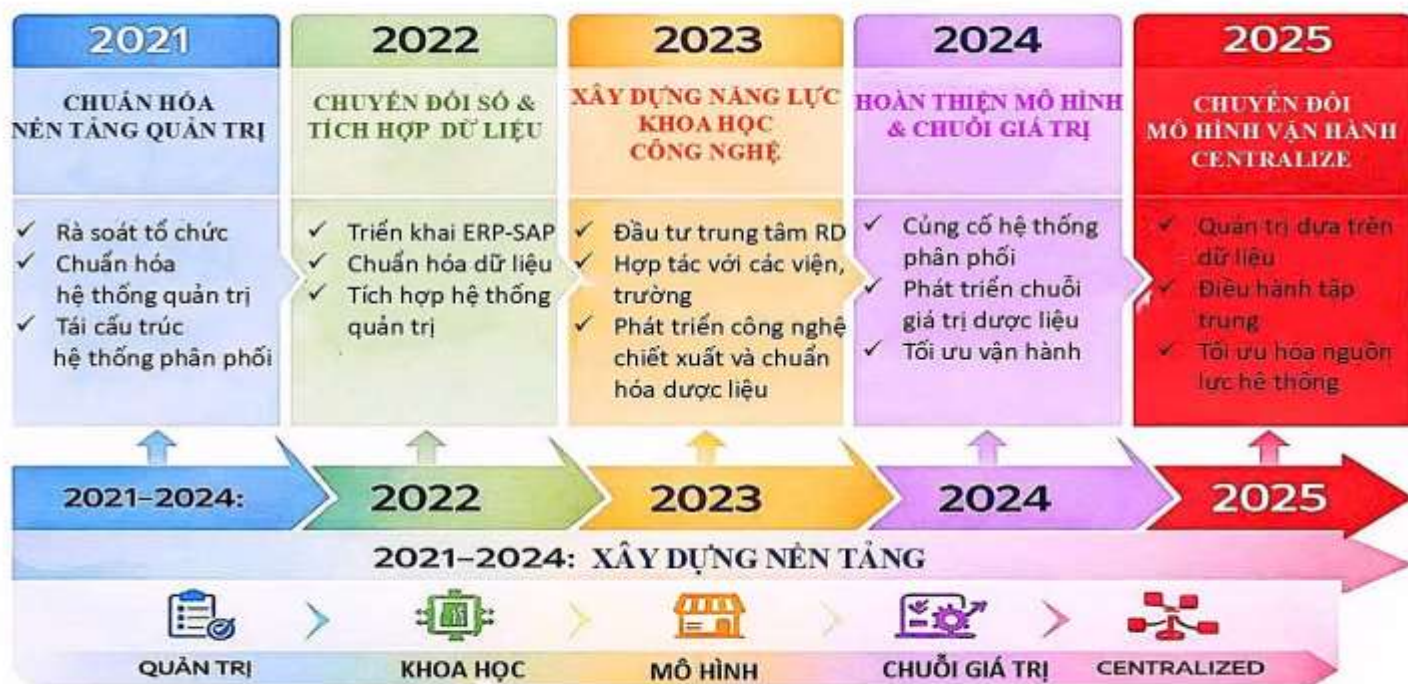 2021
CHUẨN HÓA
NỀN TẢNG QUẢN TRỊ
✓ Rà soát tổ chức
✓ Chuẩn hóa
hệ thống quản trị
✓ Tái cấu trúc
hệ thống phân phối
2022
CHUYỂN ĐỔI SỐ &
TÍCH HỢP DỮ LIỆU
✓ Triển khai ERP-SAP
✓ Chuẩn hóa dữ liệu
✓ Tích hợp hệ thống
quản trị
2023
XÂY DỰNG NĂNG LỰC
KHOA HỌC
CÔNG NGHỆ
✓ Đầu tư trung tâm RD
✓ Hợp tác với các viện,
trường
✓ Phát triển công nghệ
chiết xuất và chuẩn
hóa dược liệu
2024
HOÀN THIỆN MÔ HÌNH
& CHUỖI GIÁ TRỊ
✓ Củng cố hệ thống
phân phối
✓ Phát triển chuỗi
giá trị dược liệu
✓ Tối ưu vận hành
2025
CHUYỂN ĐỔI
MÔ HÌNH VẬN HÀNH
CENTRALIZE
✓ Quản trị dựa trên
dữ liệu
✓ Điều hành tập
trung
✓ Tối ưu hóa nguồn
lực hệ thống
2021–2024:
2022
2023
2024
2025
2021–2024: XÂY DỰNG NỀN TẢNG
QUẢN TRỊ
KHOA HỌC
MÔ HÌNH
CHUỖI GIÁ TRỊ
CENTRALIZED